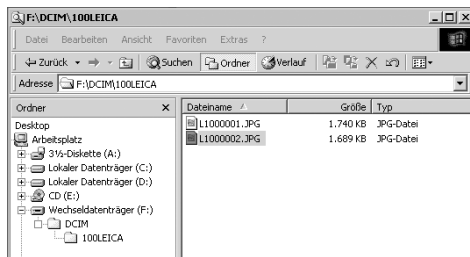 F:\DCIM\100LEICA
Datei Bearbeiten Ansicht Favoriten Extras ?
Zurück Suchen Ordner Verlauf
Adresse F:\DCIM\100LEICA
Ordner x Dateiname Größe Typ
Desktop
L1000001.JPG 1.740 KB JPG-Datei
Arbeitsplatz
L1000002.JPG 1.689 KB JPG-Datei
3½-Diskette (A:)
Lokaler Datenträger (C:)
Lokaler Datenträger (D:)
CD (E:)
Wechseldatenträger (F:)
DCIM
100LEICA